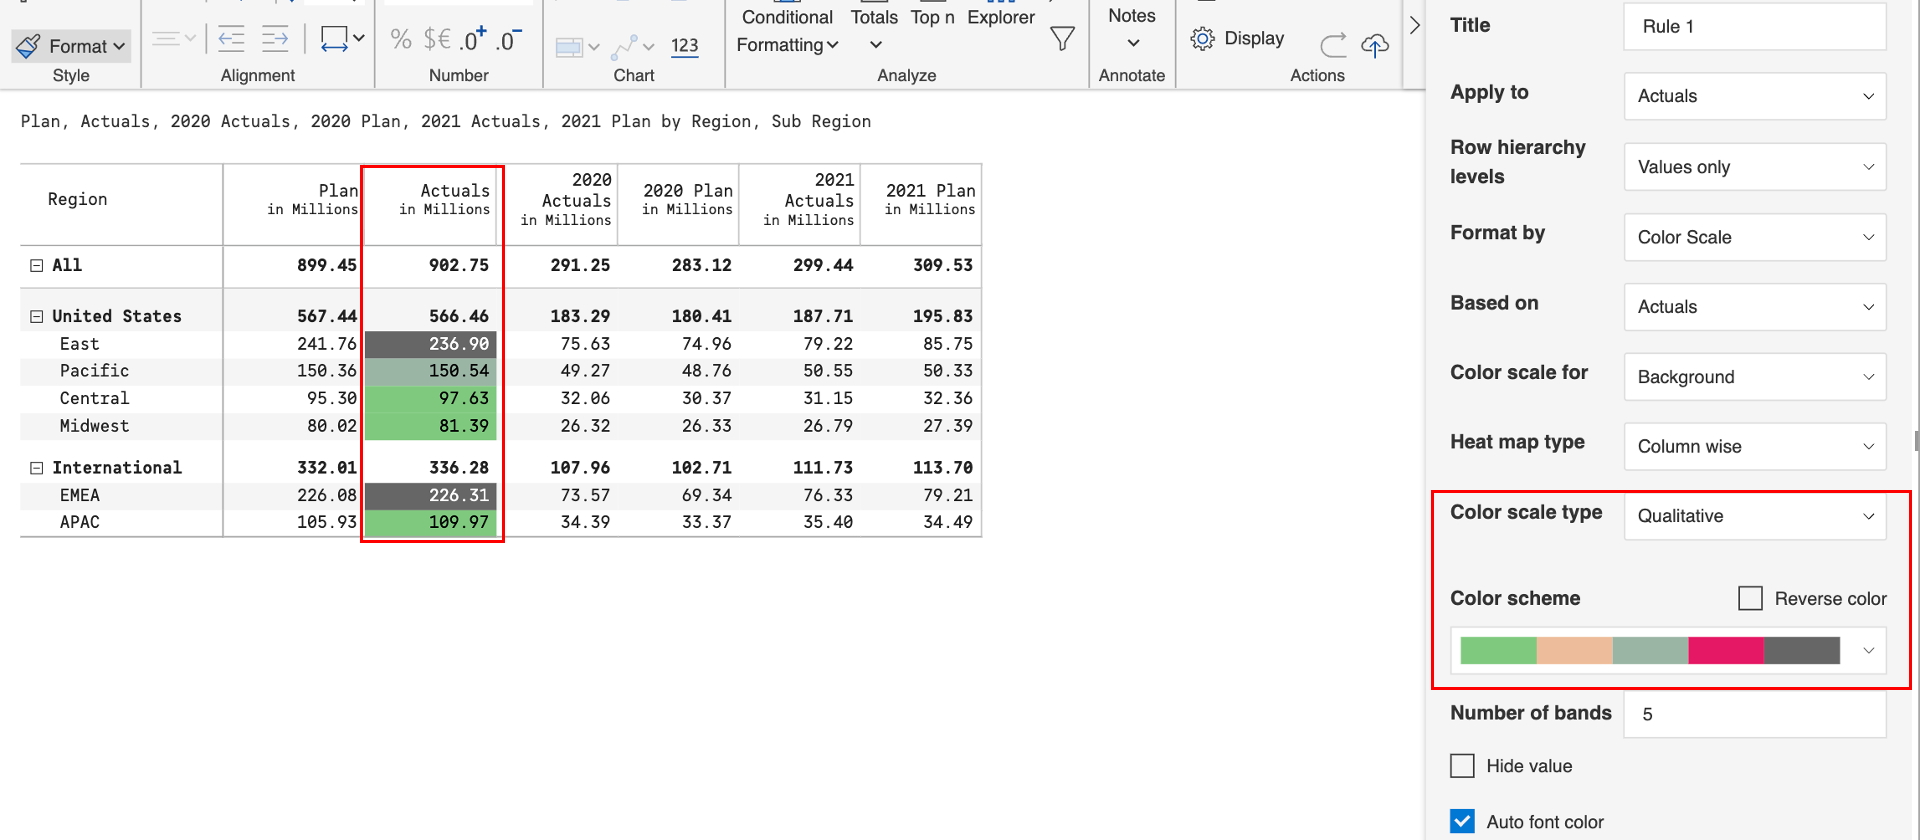 Format
Style
Alignment
% $€ .0+ .0-
Number
123
Chart
Conditional Formatting
Totals
Top n
Explorer
Analyze
Notes
Annotate
Display
Actions
Plan, Actuals, 2020 Actuals, 2020 Plan, 2021 Actuals, 2021 Plan by Region, Sub Region
Region Plan in Millions Actuals in Millions 2020 Actuals in Millions 2020 Plan in Millions 2021 Actuals in Millions 2021 Plan in Millions
All 899.45 902.75 291.25 283.12 299.44 309.53
United States 567.44 566.46 183.29 180.41 187.71 195.83
East 241.76 236.90 75.63 74.96 79.22 85.75
Pacific 150.36 150.54 49.27 48.76 50.55 50.33
Central 95.30 97.63 32.06 30.37 31.15 32.36
Midwest 80.02 81.39 26.32 26.33 26.79 27.39
International 332.01 336.28 107.96 102.71 111.73 113.70
EMEA 226.08 226.31 73.57 69.34 76.33 79.21
APAC 105.93 109.97 34.39 33.37 35.40 34.49
Title Rule 1
Apply to Actuals
Row hierarchy levels Values only
Format by Color Scale
Based on Actuals
Color scale for Background
Heat map type Column wise
Color scale type Qualitative
Color scheme Reverse color
Number of bands 5
Hide value
Auto font color